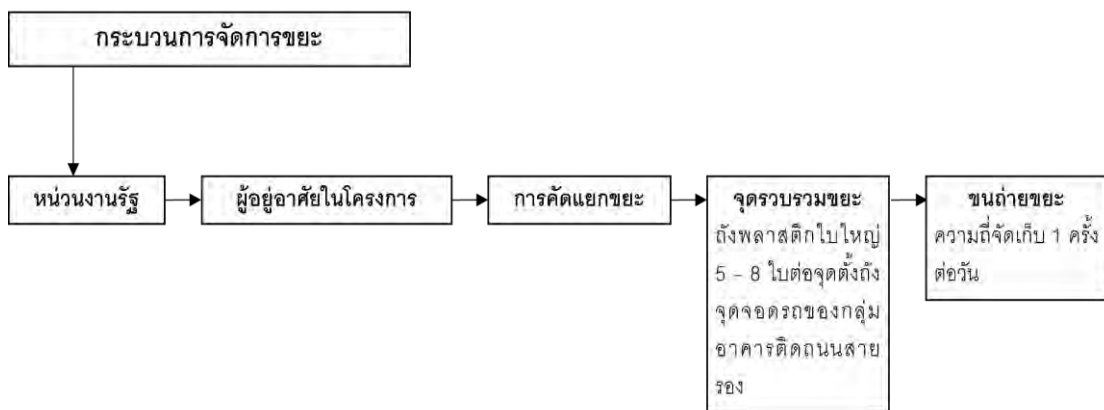 กระบวนการจัดการขยะ
หน่วนงานรัฐ
ผู้อยู่อาศัยในโครงการ
การคัดแยกขยะ
จุดรวบรวมขยะ
ถังพลาสติกใบใหญ่
5 – 8 ใบต่อจุดตั้งถัง
จุดจอดรถของกลุ่ม
อาคารติดถนนสาย
รอง
ขนถ่ายขยะ
ความถี่จัดเก็บ 1 ครั้ง
ต่อวัน